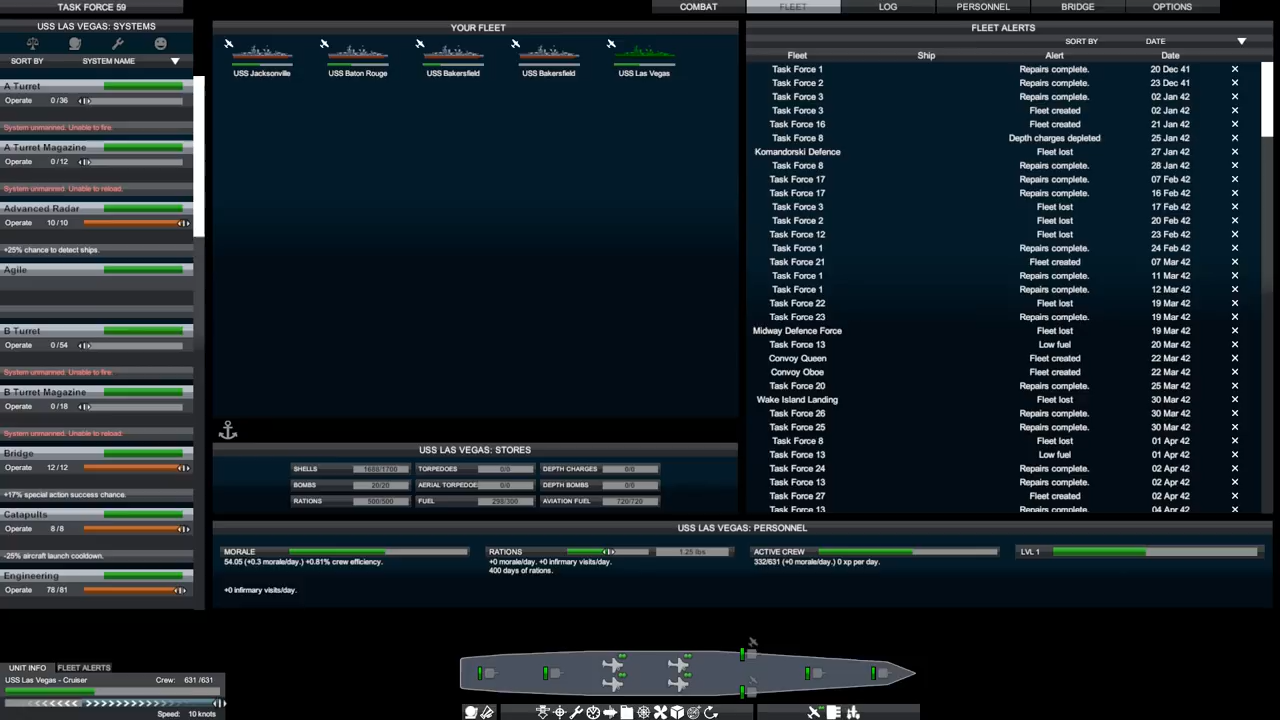 TASK FORCE 59
COMBAT
FLEET
LOG
PERSONNEL
BRIDGE
OPTIONS
USS LAS VEGAS: SYSTEMS
SORT BY SYSTEM NAME
A Turret
Operate 0/36
System unmanned. Unable to fire.
A Turret Magazine
Operate 0/12
System unmanned. Unable to reload.
Advanced Radar
Operate 10/10
+25% chance to detect ships.
Agile
B Turret
Operate 0/54
System unmanned. Unable to fire.
B Turret Magazine
Operate 0/18
System unmanned. Unable to reload.
Bridge
Operate 12/12
+17% special action success chance.
Catapults
Operate 8/8
-25% aircraft launch cooldown.
Engineering
Operate 78/81
YOUR FLEET
USS Jacksonville
USS Baton Rouge
USS Bakersfield
USS Bakersfield
USS Las Vegas
USS LAS VEGAS: STORES
SHELLS 1688/1700 TORPEDOES 0/0 DEPTH CHARGES 0/0
BOMBS 20/20 AERIAL TORPEDOE 0/0 DEPTH BOMBS 0/0
RATIONS 500/500 FUEL 298/300 AVIATION FUEL 720/720
FLEET ALERTS
SORT BY DATE
Fleet Ship Alert Date
Task Force 1 Repairs complete. 20 Dec 41
Task Force 2 Repairs complete. 23 Dec 41
Task Force 3 Repairs complete. 02 Jan 42
Task Force 3 Fleet created 02 Jan 42
Task Force 16 Fleet created 21 Jan 42
Task Force 8 Depth charges depleted 25 Jan 42
Komandorski Defence Fleet lost 27 Jan 42
Task Force 8 Repairs complete. 28 Jan 42
Task Force 17 Repairs complete. 07 Feb 42
Task Force 17 Repairs complete. 16 Feb 42
Task Force 3 Fleet lost 17 Feb 42
Task Force 2 Fleet lost 20 Feb 42
Task Force 12 Fleet lost 23 Feb 42
Task Force 1 Repairs complete. 24 Feb 42
Task Force 21 Fleet created 07 Mar 42
Task Force 1 Repairs complete. 11 Mar 42
Task Force 1 Repairs complete. 12 Mar 42
Task Force 22 Fleet lost 19 Mar 42
Task Force 23 Repairs complete. 19 Mar 42
Midway Defence Force Fleet lost 19 Mar 42
Task Force 13 Low fuel 20 Mar 42
Convoy Queen Fleet created 22 Mar 42
Convoy Oboe Fleet created 22 Mar 42
Task Force 20 Repairs complete. 25 Mar 42
Wake Island Landing Fleet lost 30 Mar 42
Task Force 26 Repairs complete. 30 Mar 42
Task Force 25 Repairs complete. 30 Mar 42
Task Force 8 Fleet lost 01 Apr 42
Task Force 13 Low fuel 01 Apr 42
Task Force 24 Repairs complete. 02 Apr 42
Task Force 13 Repairs complete. 02 Apr 42
Task Force 27 Fleet created 02 Apr 42
Task Force 13 Repairs complete. 04 Apr 42
USS LAS VEGAS: PERSONNEL
MORALE
54.05 (+0.3 morale/day.) +0.81% crew efficiency.
+0 infirmary visits/day.
RATIONS 1.25 lbs
+0 morale/day. +0 infirmary visits/day.
400 days of rations.
ACTIVE CREW
332/631 (+0 morale/day.) 0 xp per day.
LVL 1
UNIT INFO FLEET ALERTS
USS Las Vegas - Cruiser Crew: 631/631
Speed: 10 knots